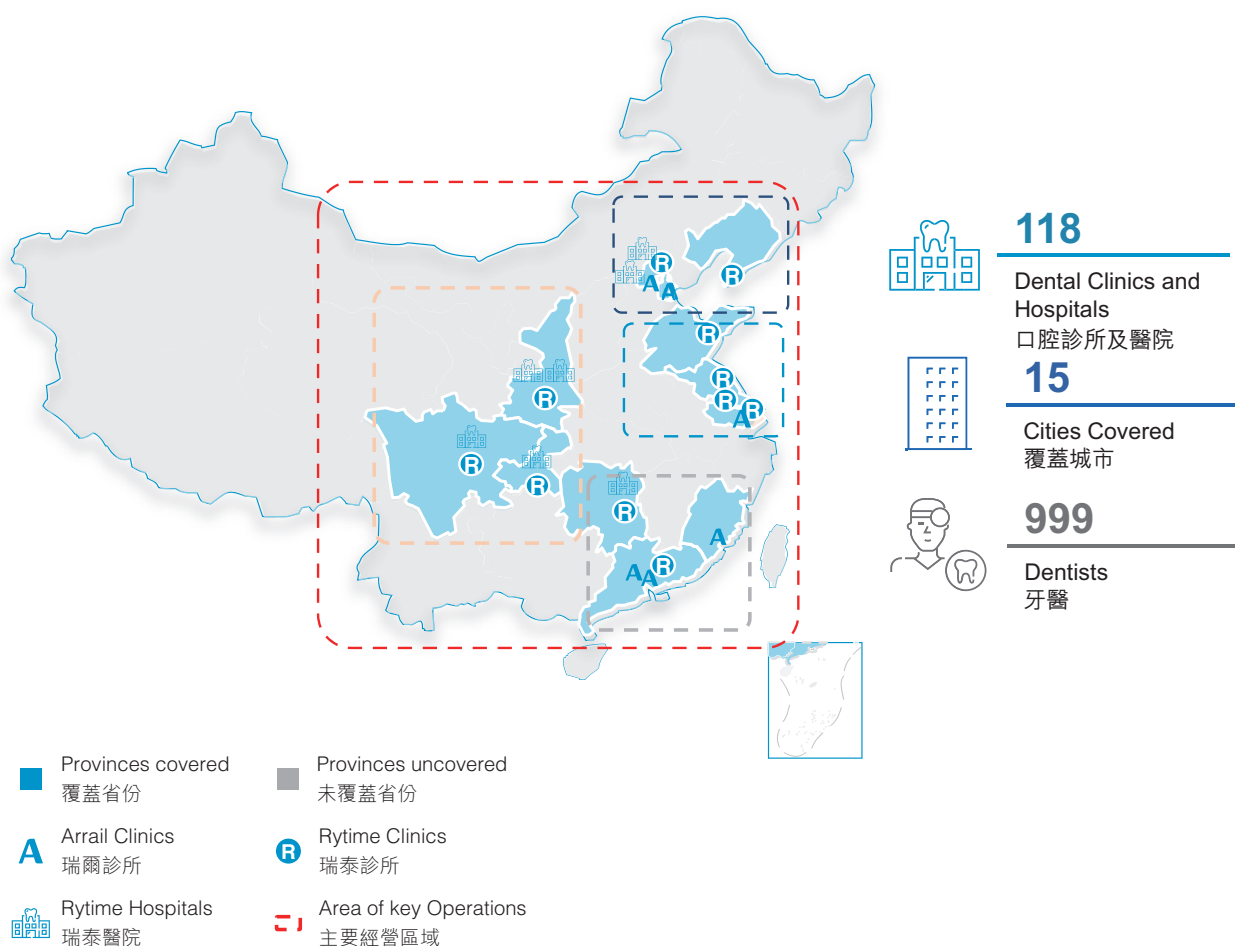 118
Dental Clinics and
Hospitals
口腔診所及醫院
15
Cities Covered
覆蓋城市
999
Dentists
牙醫
R
A
A
R
R
R
R
R
A
R
R
R
R
A
A
A
R
Provinces covered
覆蓋省份
Provinces uncovered
未覆蓋省份
A
Arrail Clinics
瑞爾診所
R
Rytime Clinics
瑞泰診所
Rytime Hospitals
瑞泰醫院
Area of key Operations
主要經營區域